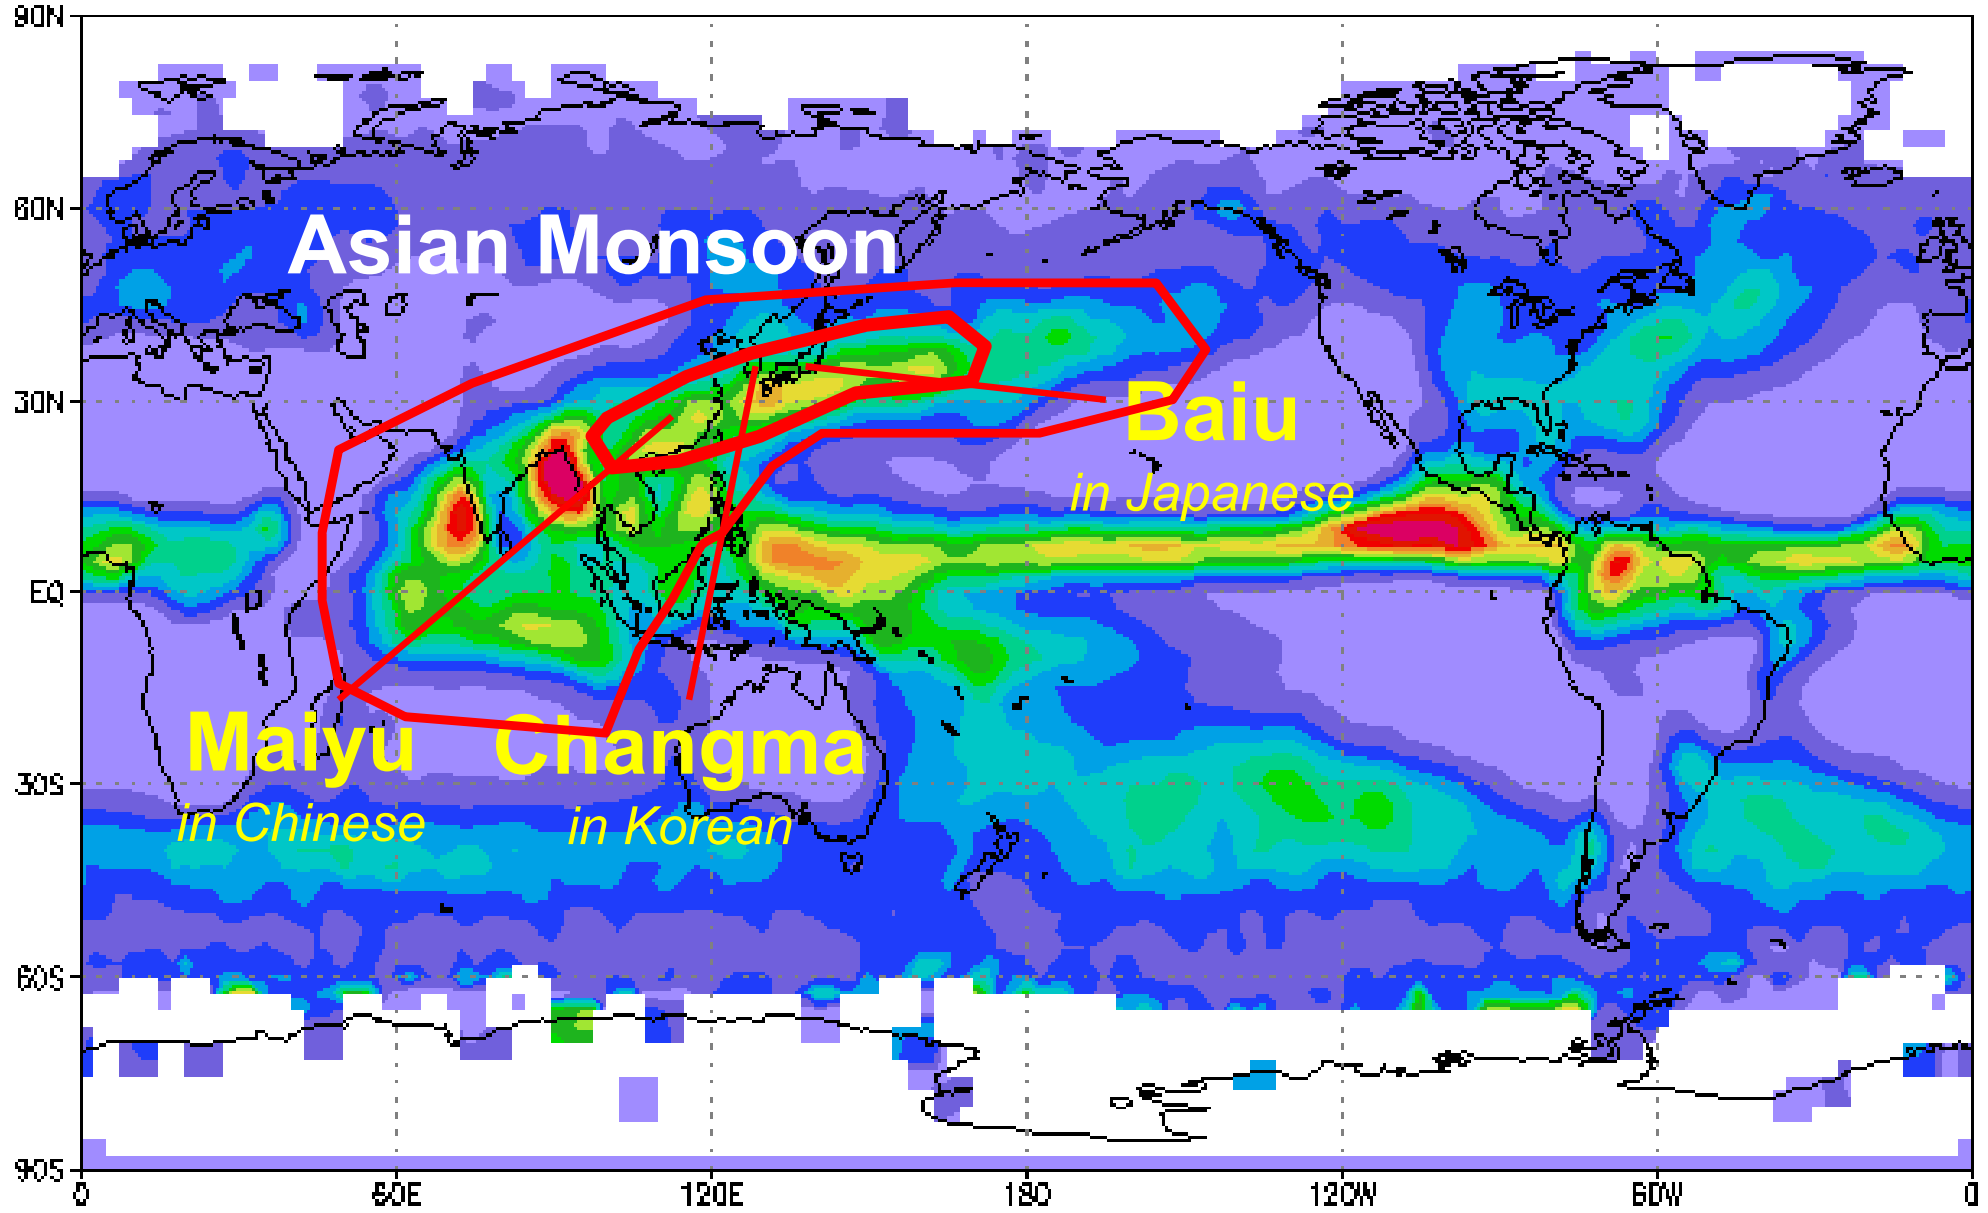 90N
60N
Asian Monsoon
30N
Baiu
in Japanese
EQ
Maiyu
in Chinese
Changma
in Korean
30S
60S
90S
0 60E 120E 180 120W 60W 0